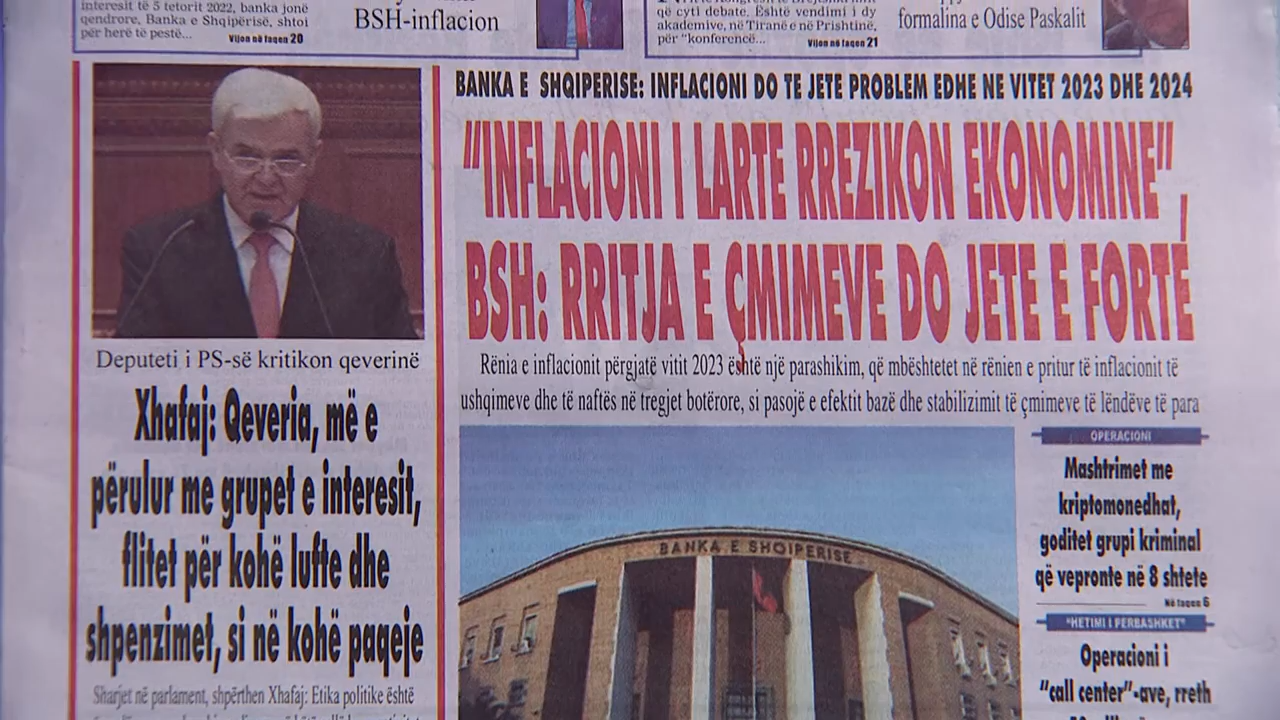 interesit të 5 tetorit 2022, banka jonë
qendrore, Banka e Shqipërisë, shtoi
për herë të pestë...
Vijon në faqen 20
BSH-inflacion
që cyti debate. Është vendimi i dy
akademive, në Tiranë e në Prishtinë,
për "konferencë...
Vijon në faqen 21
formalina e Odise Paskalit
Deputeti i PS-së kritikon qeverinë
Xhafaj: Qeveria, më e
përulur me grupet e interesit,
flitet për kohë lufte dhe
shpenzimet, si në kohë paqeje
Sharjet në parlament, shpërthen Xhafaj: Etika politike është
BANKA E SHQIPERISE: INFLACIONI DO TE JETE PROBLEM EDHE NE VITET 2023 DHE 2024
"INFLACIONI I LARTE RREZIKON EKONOMINE",
BSH: RRITJA E ÇMIMEVE DO JETE E FORTE
Rënia e inflacionit përgjatë vitit 2023 është një parashikim, që mbështetet në rënien e pritur të inflacionit të
ushqimeve dhe të naftës në tregjet botërore, si pasojë e efektit bazë dhe stabilizimit të çmimeve të lëndëve të para
BANKA E SHQIPERISE
OPERACIONI
Mashtrimet me
kriptomonedhat,
goditet grupi kriminal
që vepronte në 8 shtete
Në faqen 6
"HETIMI I PERBASHKET"
Operacioni i
"call center"-ave, rreth